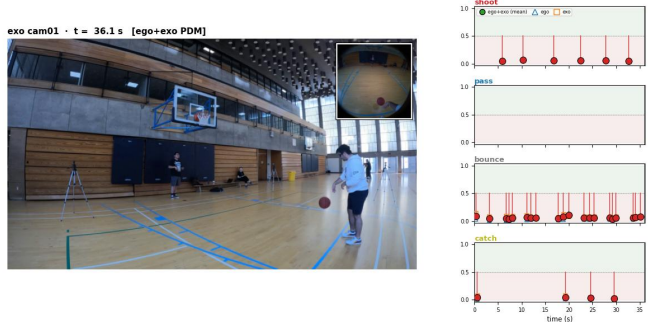 exo cam01 · t = 36.1 s [ego+exo PDM]
shoot
ego+exo (mean) ego exo
1.0
0.5
0.0
pass
1.0
0.5
0.0
bounce
1.0
0.5
0.0
catch
1.0
0.5
0.0
0 5 10 15 20 25 30 35
time (s)